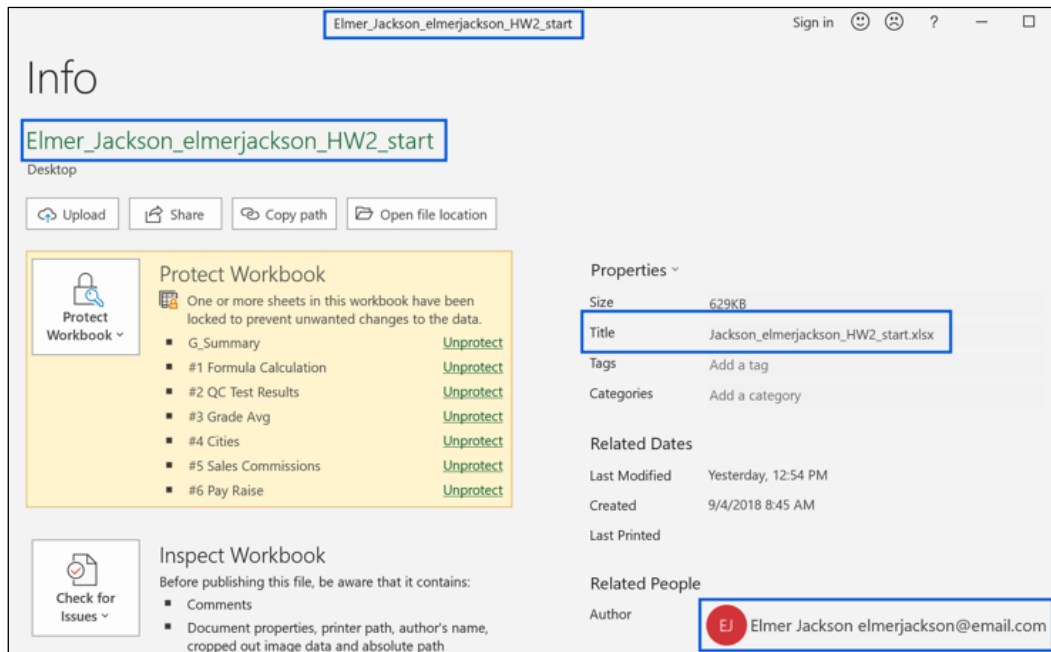 Elmer_Jackson_elmerjackson_HW2_start
Sign in
?
Info
Elmer_Jackson_elmerjackson_HW2_start
Desktop
Upload
Share
Copy path
Open file location
Protect Workbook
Protect Workbook
One or more sheets in this workbook have been
locked to prevent unwanted changes to the data.
G_Summary Unprotect
#1 Formula Calculation Unprotect
#2 QC Test Results Unprotect
#3 Grade Avg Unprotect
#4 Cities Unprotect
#5 Sales Commissions Unprotect
#6 Pay Raise Unprotect
Check for
Issues
Inspect Workbook
Before publishing this file, be aware that it contains:
Comments
Document properties, printer path, author's name,
cropped out image data and absolute path
Properties
Size 629KB
Title Jackson_elmerjackson_HW2_start.xlsx
Tags Add a tag
Categories Add a category
Related Dates
Last Modified Yesterday, 12:54 PM
Created 9/4/2018 8:45 AM
Last Printed
Related People
Author EJ Elmer Jackson elmerjackson@email.com